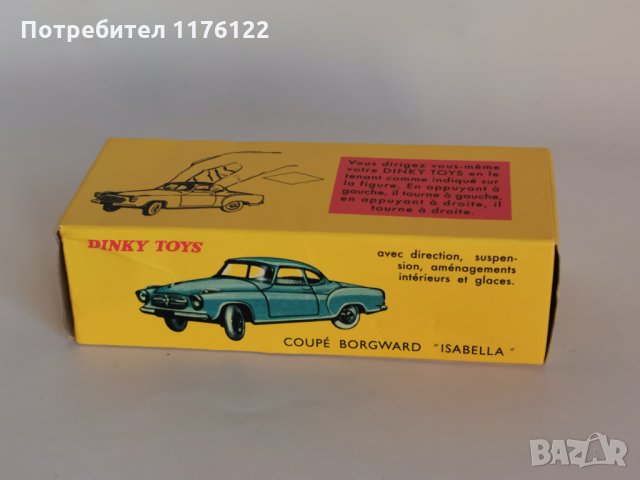 Потребител 1176122
Vous dirigez vous-même
votre DINKY TOYS en le
tenant comme indiqué sur
la figure. En appuyant à
gauche, il tourne à gauche,
en appuyant à droite, il
tourne à droite.
DINKY TOYS
avec direction, suspen-
sion, aménagements
intérieurs et glaces.
COUPÉ BORGWARD "ISABELLA"
BAZAR